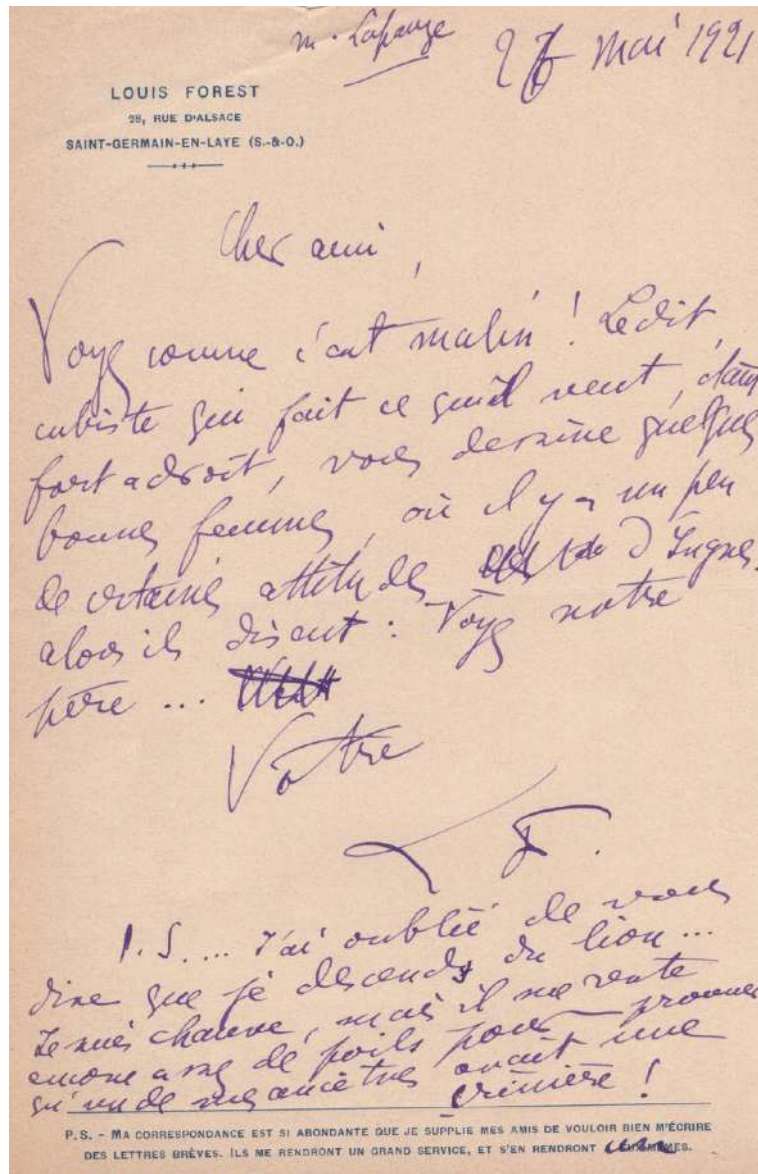 m. Lapauze
27 mai 1921
LOUIS FOREST
28, RUE D'ALSACE
SAINT-GERMAIN-EN-LAYE (S.-&-O.)
Cher ami,
Voyez comme c'est malin ! Ledit
cubiste qui fait ce qu'il veut, étant
fort adroit, vous dessine quelques
bonnes femmes, où il y a un peu
de certaines attitudes d'Ingres.
alors ils disent : Voyez notre
père ...
Votre
L F.
P.S. ... J'ai oublié de vous
dire que je descends du lion ...
Je suis chauve, mais il me reste
encore assez de poils pour prouver
qu'un de mes ancêtres avait une
crinière !
P.S. - MA CORRESPONDANCE EST SI ABONDANTE QUE JE SUPPLIE MES AMIS DE VOULOIR BIEN M'ÉCRIRE
DES LETTRES BRÈVES. ILS ME RENDRONT UN GRAND SERVICE, ET S'EN RENDRONT EUX-MÊMES.